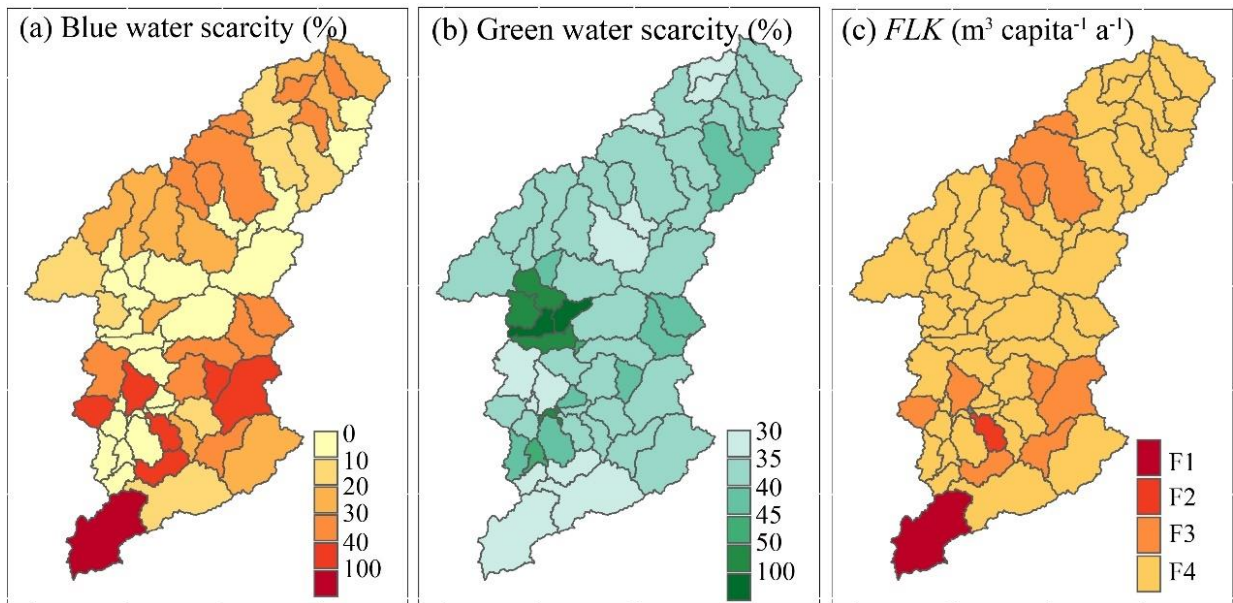 (a) Blue water scarcity (%)
0
10
20
30
40
100
(b) Green water scarcity (%)
30
35
40
45
50
100
(c) FLK (m³ capita⁻¹ a⁻¹)
F1
F2
F3
F4